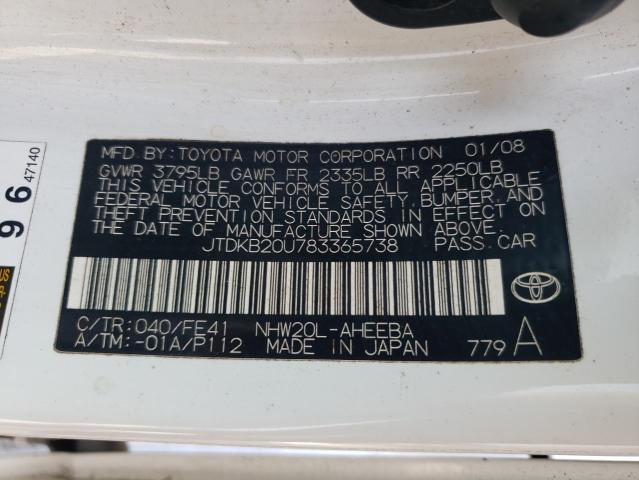 MFD. BY: TOYOTA MOTOR CORPORATION 01/08
GVWR 3795LB GAWR FR 2335LB RR 2250LB
THIS VEHICLE CONFORMS TO ALL APPLICABLE
FEDERAL MOTOR VEHICLE SAFETY, BUMPER, AND
THEFT PREVENTION STANDARDS IN EFFECT ON
THE DATE OF MANUFACTURE SHOWN ABOVE.
JTDKB20U783365738 PASS. CAR
C/TR: 040/FE41 NHW20L-AHEEBA
A/TM: -01A/P112 MADE IN JAPAN 779 A
96
47140